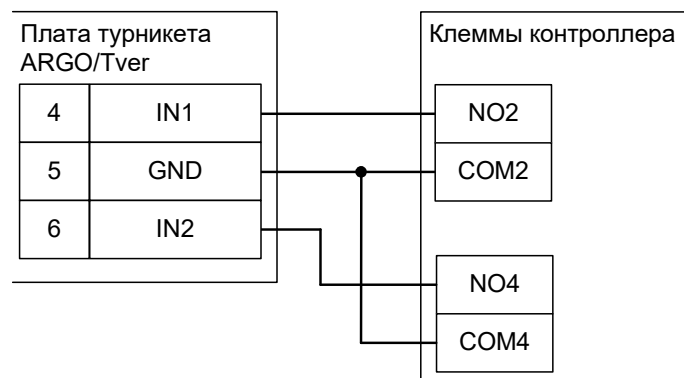 Плата турникета
ARGO/Tver
4 IN1
5 GND
6 IN2
Клеммы контроллера
NO2
COM2
NO4
COM4